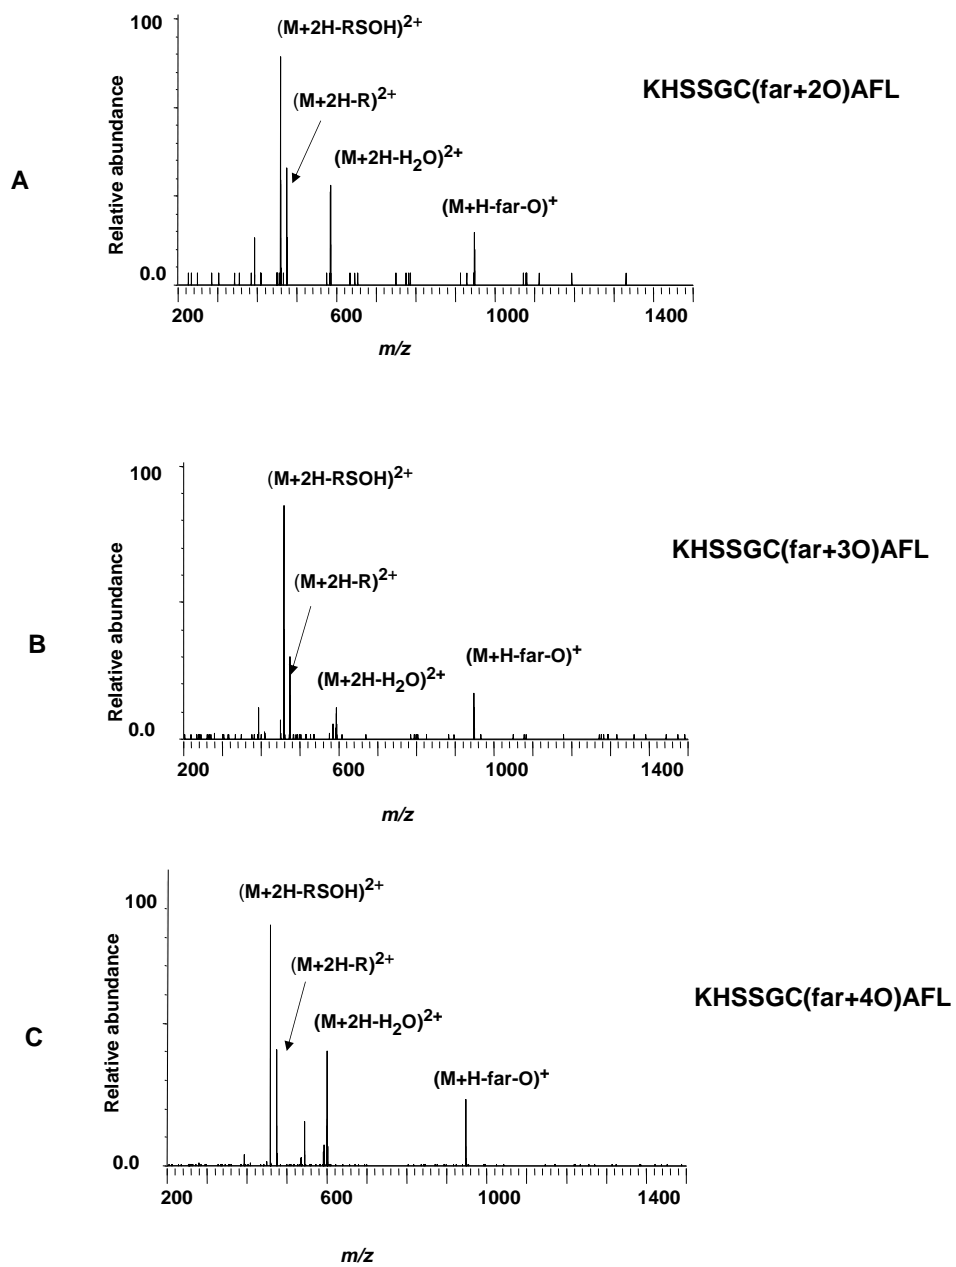 100
(M+2H-RSOH)2+
KHSSGC(far+2O)AFL
(M+2H-R)2+
(M+2H-H2O)2+
A
Relative abundance
(M+H-far-O)+
0.0
200 600 1000 1400
m/z
100
(M+2H-RSOH)2+
KHSSGC(far+3O)AFL
(M+2H-R)2+
B
Relative abundance
(M+H-far-O)+
(M+2H-H2O)2+
0.0
200 600 1000 1400
m/z
(M+2H-RSOH)2+
100
(M+2H-R)2+
KHSSGC(far+4O)AFL
(M+2H-H2O)2+
C
Relative abundance
(M+H-far-O)+
0.0
200 600 1000 1400
m/z